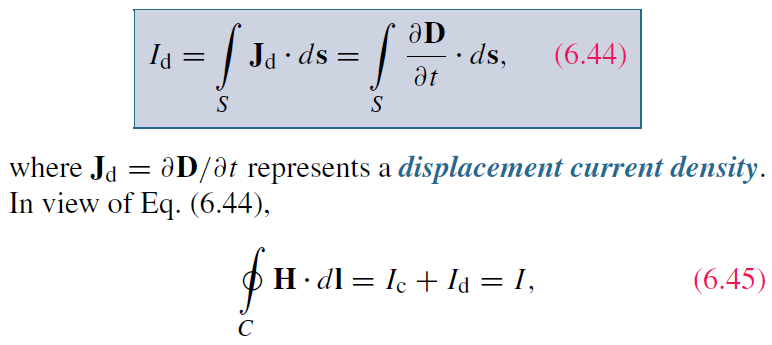 I_d = ∫_S J_d · ds = ∫_S ∂D/∂t · ds, (6.44)
where J_d = ∂D/∂t represents a displacement current density.
In view of Eq. (6.44),
∮_C H · dl = I_c + I_d = I, (6.45)